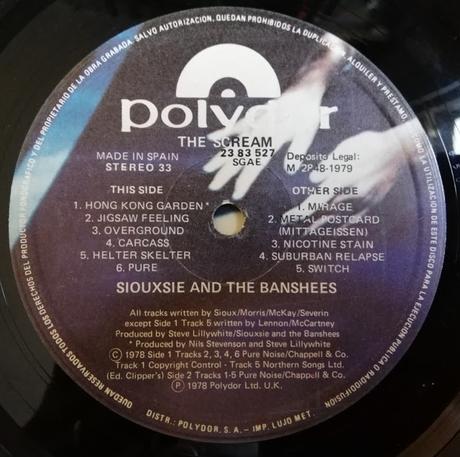 QUEDAN RESERVADOS TODOS LOS DERECHOS DEL PRODUCTOR FONOGRAFICO Y DEL PROPIETARIO DE LA OBRA GRABADA. SALVO AUTORIZACION, QUEDAN PROHIBIDOS LA ALQUILER Y PRESTAMO, LA UTILIZACION DE ESTE DISCO PARA LA EJECUCION PUBLICA O RADIODIFUSION
polydor
THE SCREAM
MADE IN SPAIN
STEREO 33
23 83 527
SGAE
Deposito Legal:
M 2848-1979
THIS SIDE
1. HONG KONG GARDEN*
2. JIGSAW FEELING
3. OVERGROUND
4. CARCASS
5. HELTER SKELTER
6. PURE
OTHER SIDE
1. MIRAGE
2. METAL POSTCARD
(MITTAGEISSEN)
3. NICOTINE STAIN
4. SUBURBAN RELAPSE
5. SWITCH
SIOUXSIE AND THE BANSHEES
All tracks written by Sioux/Morris/McKay/Severin
except Side 1 Track 5 written by Lennon/McCartney
Produced by Steve Lillywhite/Siouxsie and the Banshees
* Produced by Nils Stevenson and Steve Lillywhite
© 1978 Side 1 Tracks 2, 3, 4, 6 Pure Noise/Chappell & Co.
Track 1 Copyright Control - Track 5 Northern Songs Ltd.
(Ed. Clipper's) Side 2 Tracks 1-5 Pure Noise/Chappell & Co.
℗ 1978 Polydor Ltd. U.K.
DISTR.: POLYDOR, S. A. – IMP. LUJO MET.